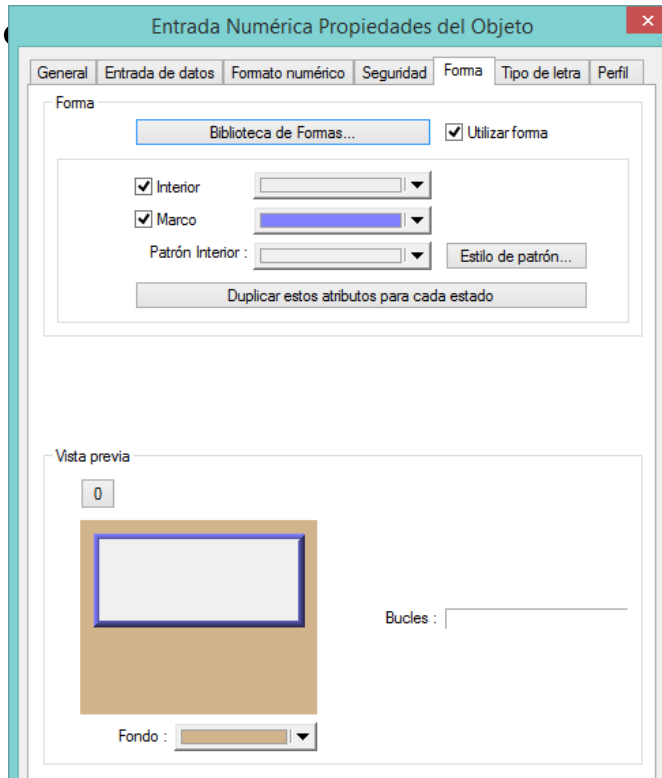 Entrada Numérica Propiedades del Objeto
General Entrada de datos Formato numérico Seguridad Forma Tipo de letra Perfil
Forma
Biblioteca de Formas... Utilizar forma
Interior
Marco
Patrón Interior : Estilo de patrón...
Duplicar estos atributos para cada estado
Vista previa
0
Bucles :
Fondo :